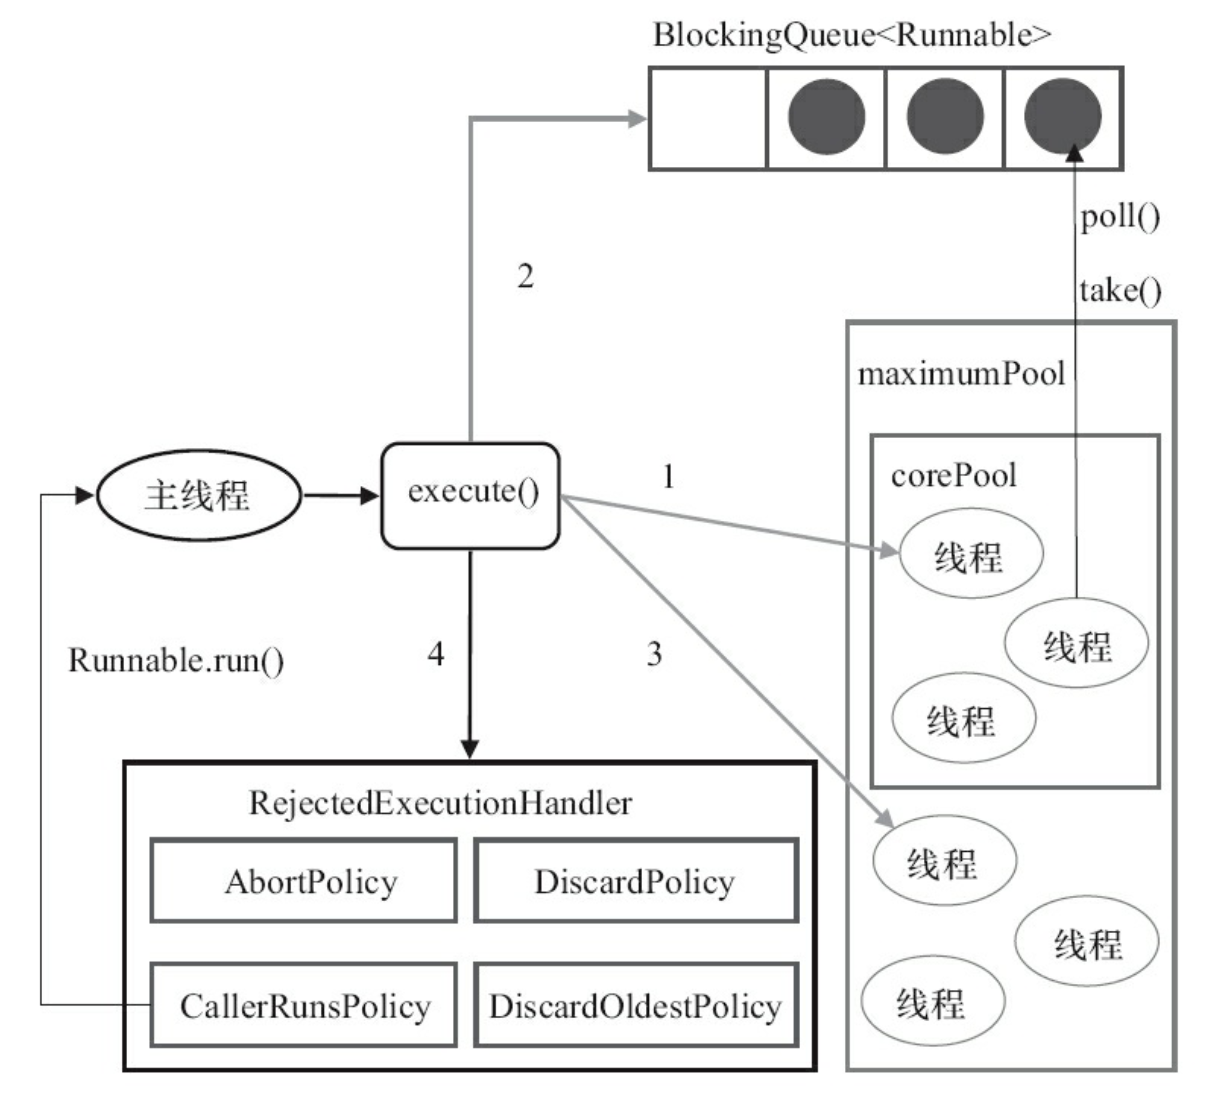 BlockingQueue<Runnable>
poll()
2
take()
maximumPool
corePool
1
主线程
execute()
线程
线程
Runnable.run()
4
3
线程
RejectedExecutionHandler
线程
AbortPolicy
DiscardPolicy
线程
CallerRunsPolicy
DiscardOldestPolicy
线程